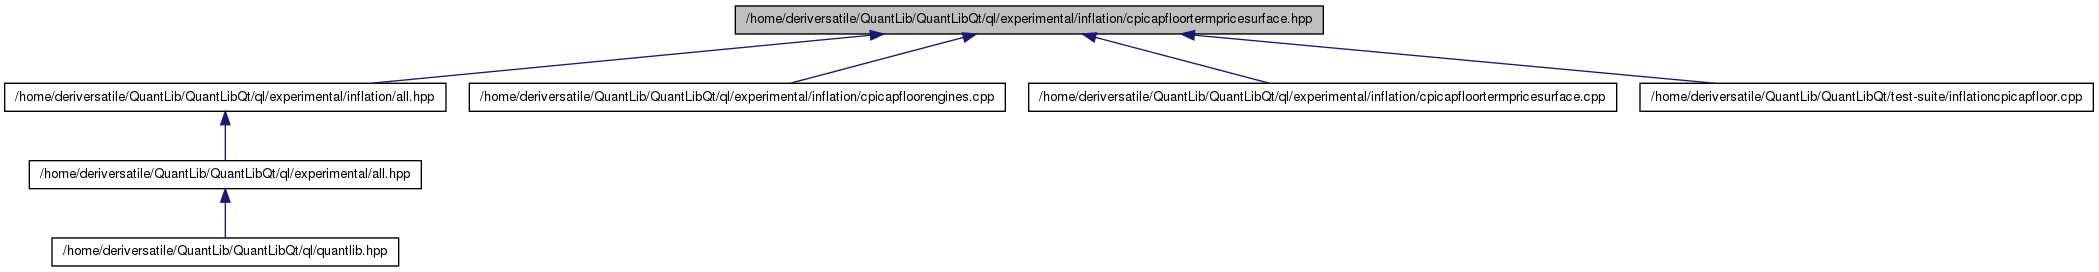 /home/deriversatile/QuantLib/QuantLibQt/ql/experimental/inflation/cpicapfloortermpricesurface.hpp
/home/deriversatile/QuantLib/QuantLibQt/ql/experimental/inflation/all.hpp
/home/deriversatile/QuantLib/QuantLibQt/ql/experimental/inflation/cpicapfloorengines.cpp
/home/deriversatile/QuantLib/QuantLibQt/ql/experimental/inflation/cpicapfloortermpricesurface.cpp
/home/deriversatile/QuantLib/QuantLibQt/test-suite/inflationcpicapfloor.cpp
/home/deriversatile/QuantLib/QuantLibQt/ql/experimental/all.hpp
/home/deriversatile/QuantLib/QuantLibQt/ql/quantlib.hpp